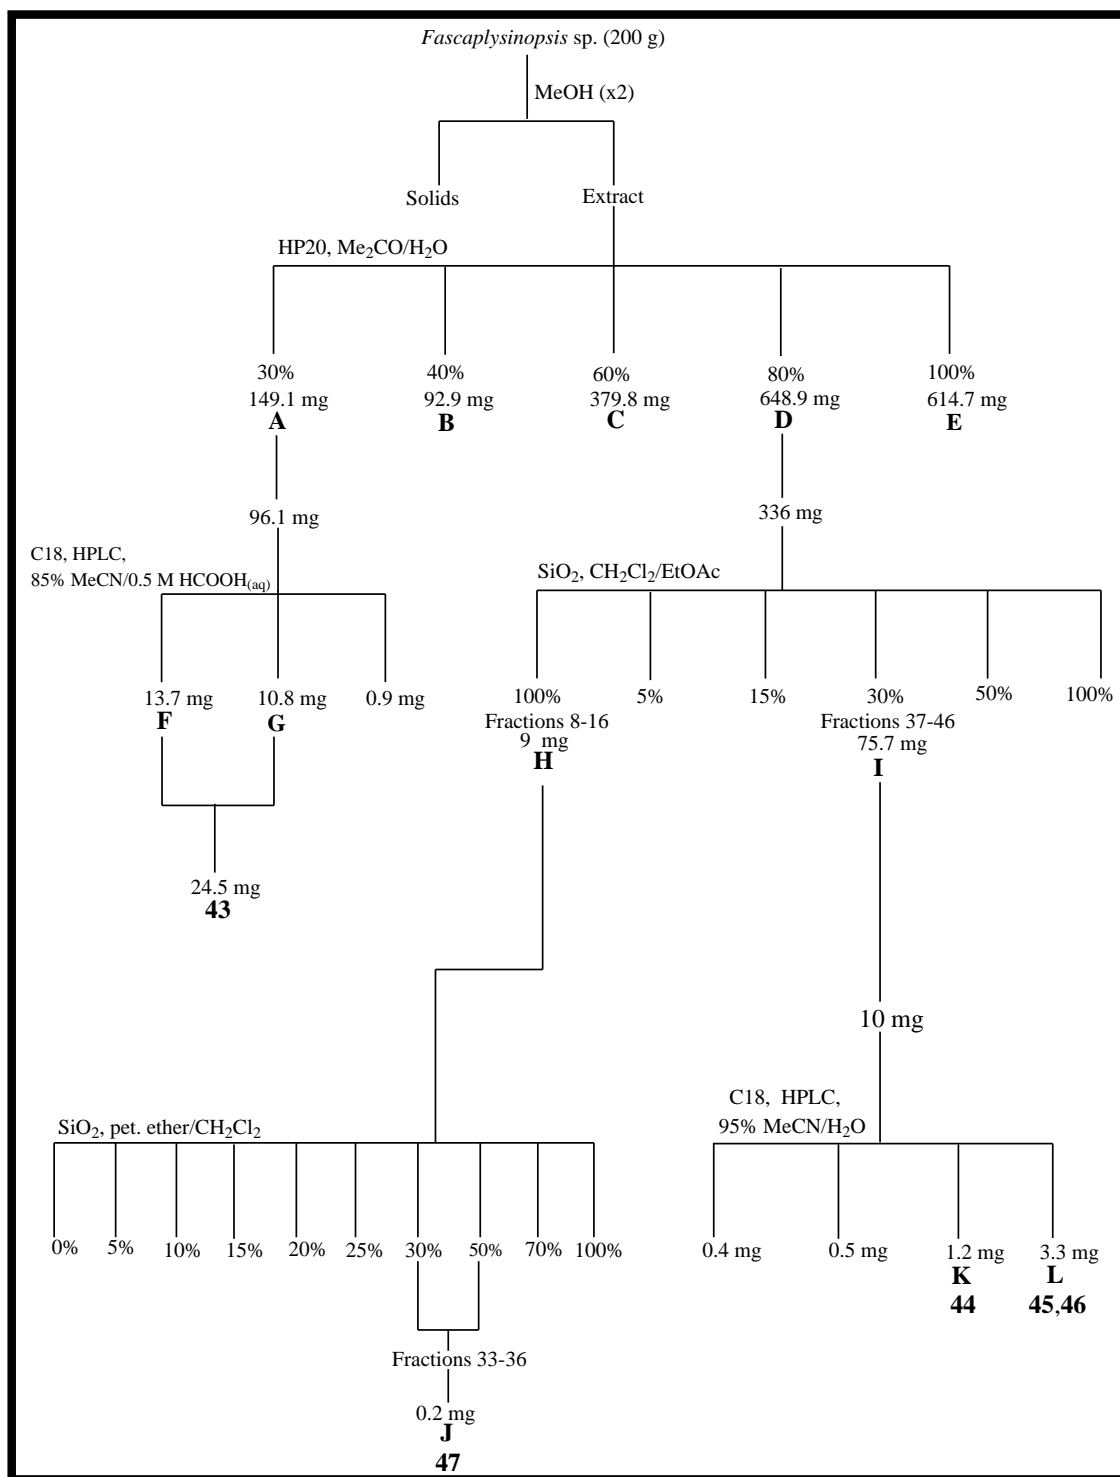 Fascaplysinopsis sp. (200 g)
MeOH (x2)
Solids
Extract
HP20, Me₂CO/H₂O
30%
149.1 mg
A
40%
92.9 mg
B
60%
379.8 mg
C
80%
648.9 mg
D
100%
614.7 mg
E
96.1 mg
336 mg
C18, HPLC,
85% MeCN/0.5 M HCOOH(aq)
SiO₂, CH₂Cl₂/EtOAc
13.7 mg
F
10.8 mg
G
0.9 mg
100%
Fractions 8-16
9 mg
H
5%
15%
30%
Fractions 37-46
75.7 mg
I
50%
100%
24.5 mg
43
10 mg
C18, HPLC,
95% MeCN/H₂O
SiO₂, pet. ether/CH₂Cl₂
0%
5%
10%
15%
20%
25%
30%
50%
70%
100%
0.4 mg
0.5 mg
1.2 mg
K
44
3.3 mg
L
45,46
Fractions 33-36
0.2 mg
J
47